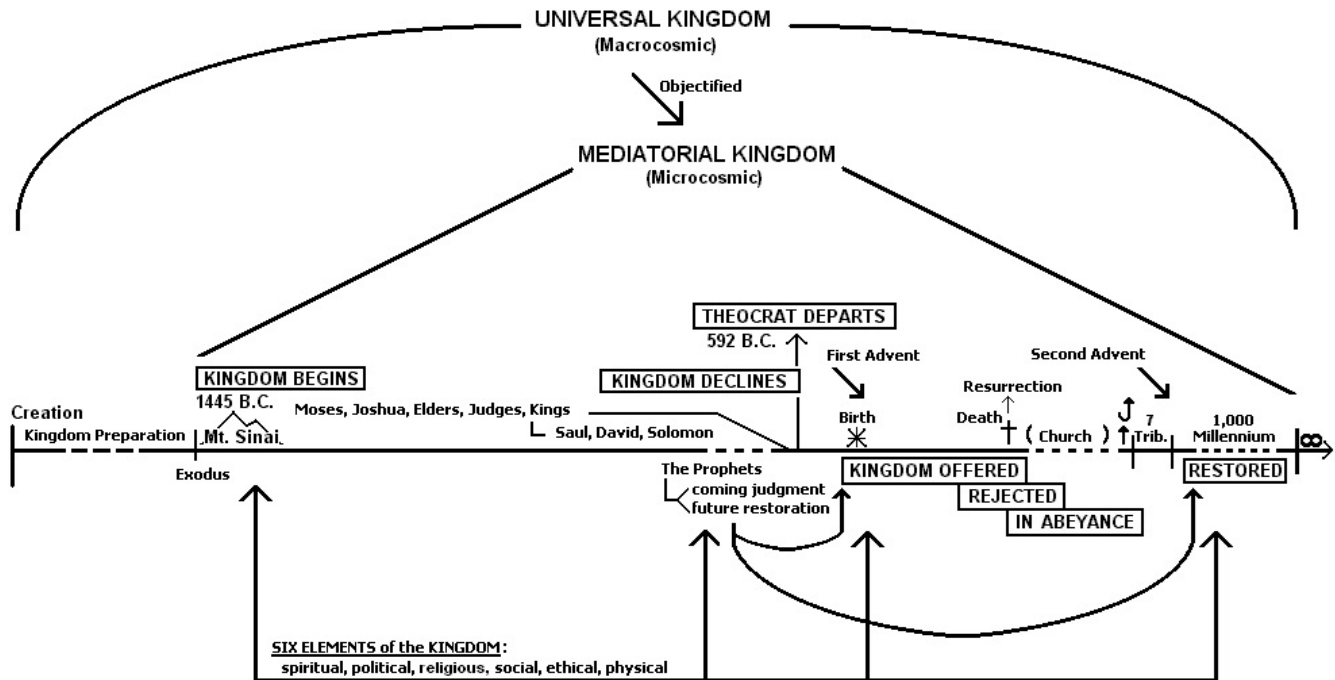 UNIVERSAL KINGDOM
(Macrocosmic)
Objectified
MEDIATORIAL KINGDOM
(Microcosmic)
THEOCRAT DEPARTS
592 B.C.
First Advent
Second Advent
KINGDOM BEGINS
1445 B.C.
KINGDOM DECLINES
Resurrection
Creation
Moses, Joshua, Elders, Judges, Kings
Saul, David, Solomon
Birth
Death
7
Trib.
1,000
Millennium
Kingdom Preparation
Mt. Sinai
( Church )
∞
Exodus
The Prophets
coming judgment
future restoration
KINGDOM OFFERED
REJECTED
IN ABEYANCE
RESTORED
SIX ELEMENTS of the KINGDOM:
spiritual, political, religious, social, ethical, physical